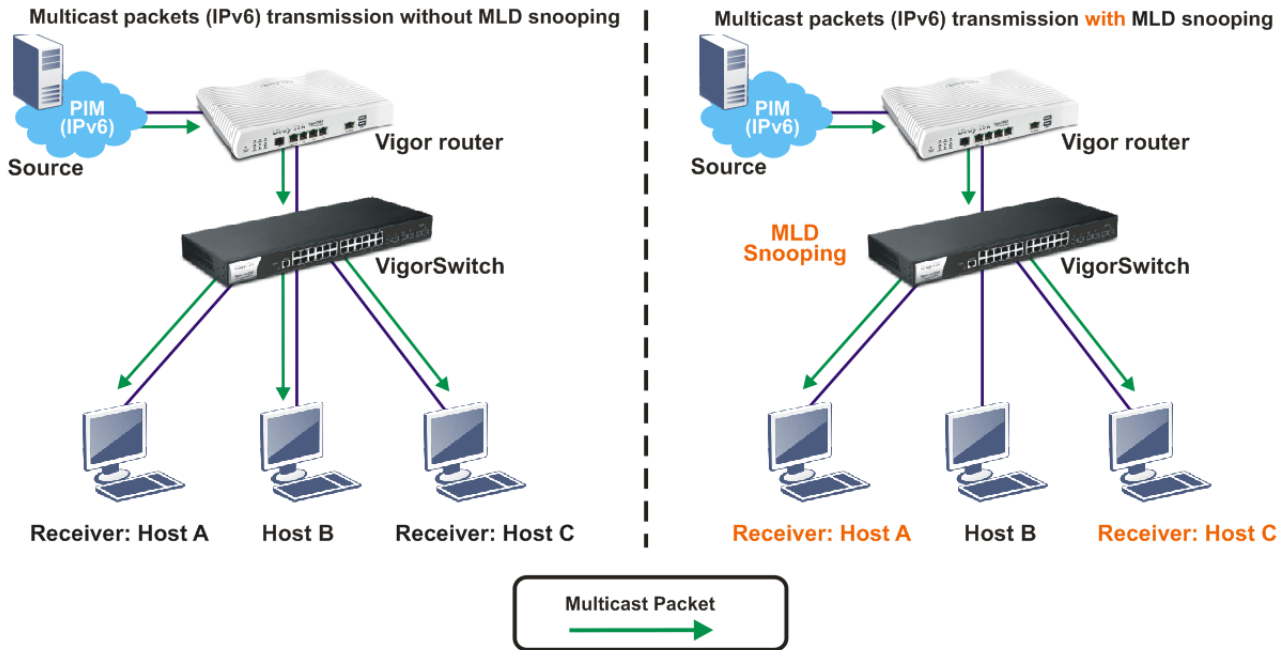 Multicast packets (IPv6) transmission without MLD snooping
PIM
(IPv6)
Source
Vigor router
VigorSwitch
Receiver: Host A
Host B
Receiver: Host C
Multicast packets (IPv6) transmission with MLD snooping
PIM
(IPv6)
Source
Vigor router
MLD
Snooping
VigorSwitch
Receiver: Host A
Host B
Receiver: Host C
Multicast Packet